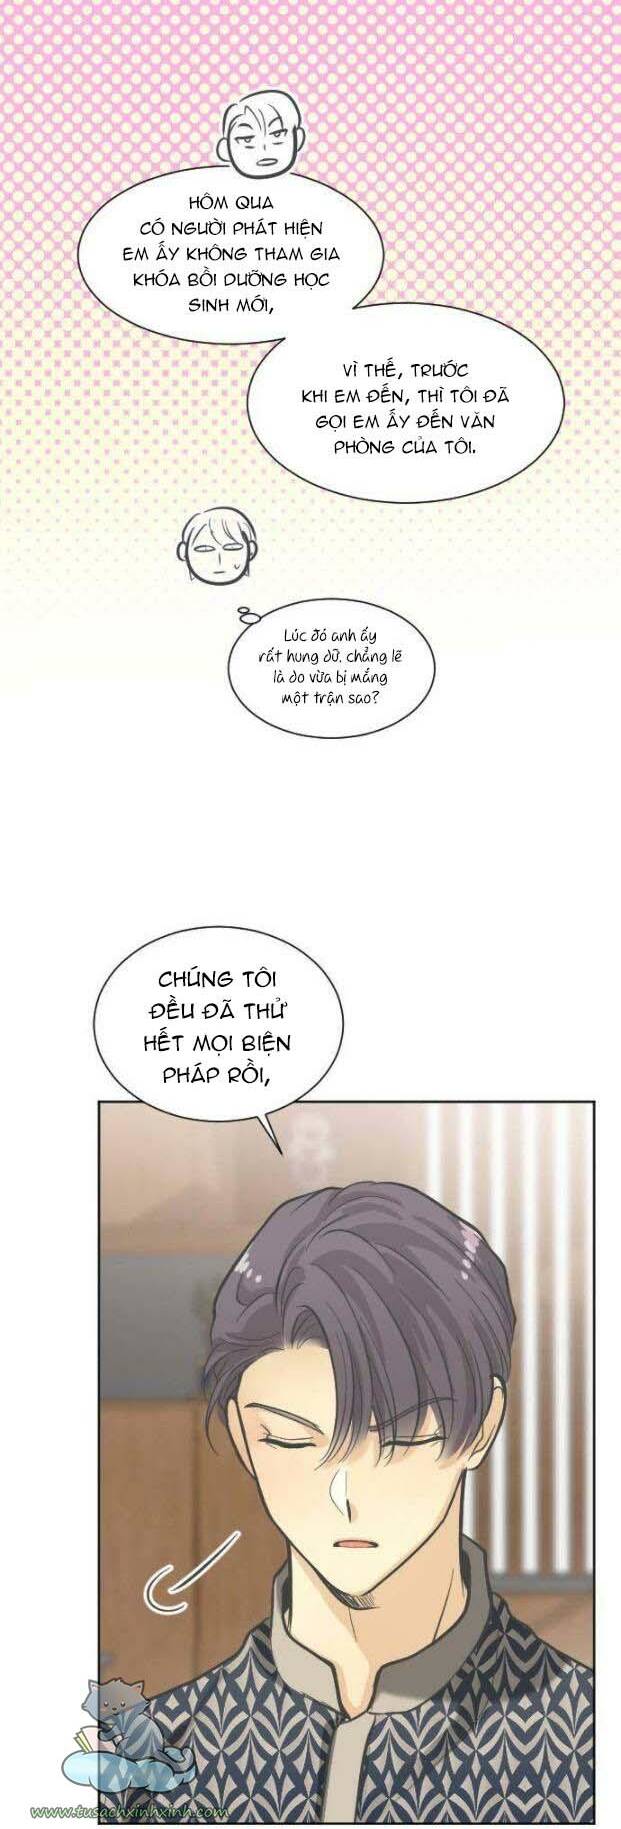 HÔM QUA
CÓ NGƯỜI PHÁT HIỆN
EM ẤY KHÔNG THAM GIA
KHÓA BỒI DƯỠNG HỌC
SINH MỚI,
VÌ THẾ, TRƯỚC
KHI EM ĐẾN, THÌ TÔI ĐÃ
GỌI EM ẤY ĐẾN VĂN
PHÒNG CỦA TÔI.
Lúc đó anh ấy
rất hung dữ, chẳng lẽ
là do vừa bị mắng
một trận sao?
CHÚNG TÔI
ĐỀU ĐÃ THỬ
HẾT MỌI BIỆN
PHÁP RỒI,
www.tusachxinhxinh.com